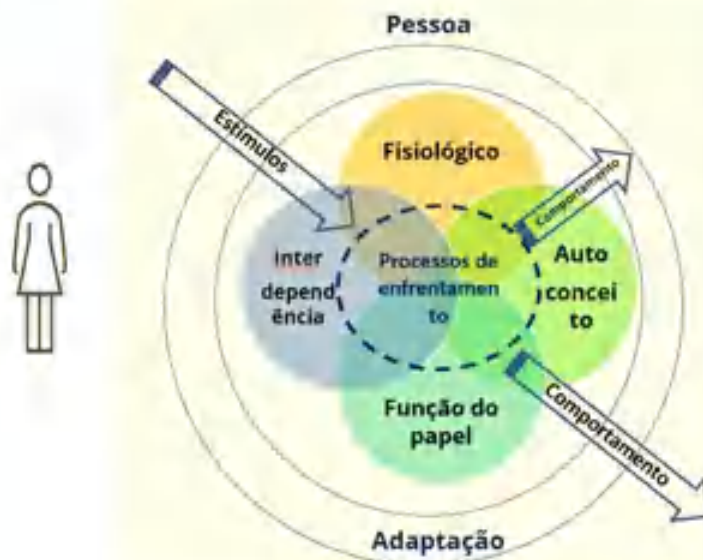 Pessoa
Estímulos
Fisiológico
Comportamento
inter
depend
ência
Processos de
enfrentamen
to
Auto
concei
to
Função do
papel
Comportamento
Adaptação